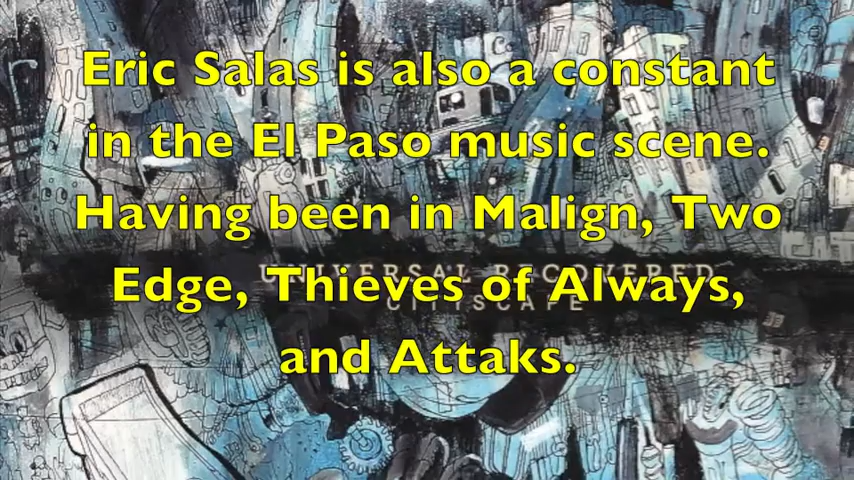 Eric Salas is also a constant
in the El Paso music scene.
Having been in Malign, Two
Edge, Thieves of Always,
UNIVERSAL RECOVERED
CITYSCAPE
and Attaks.